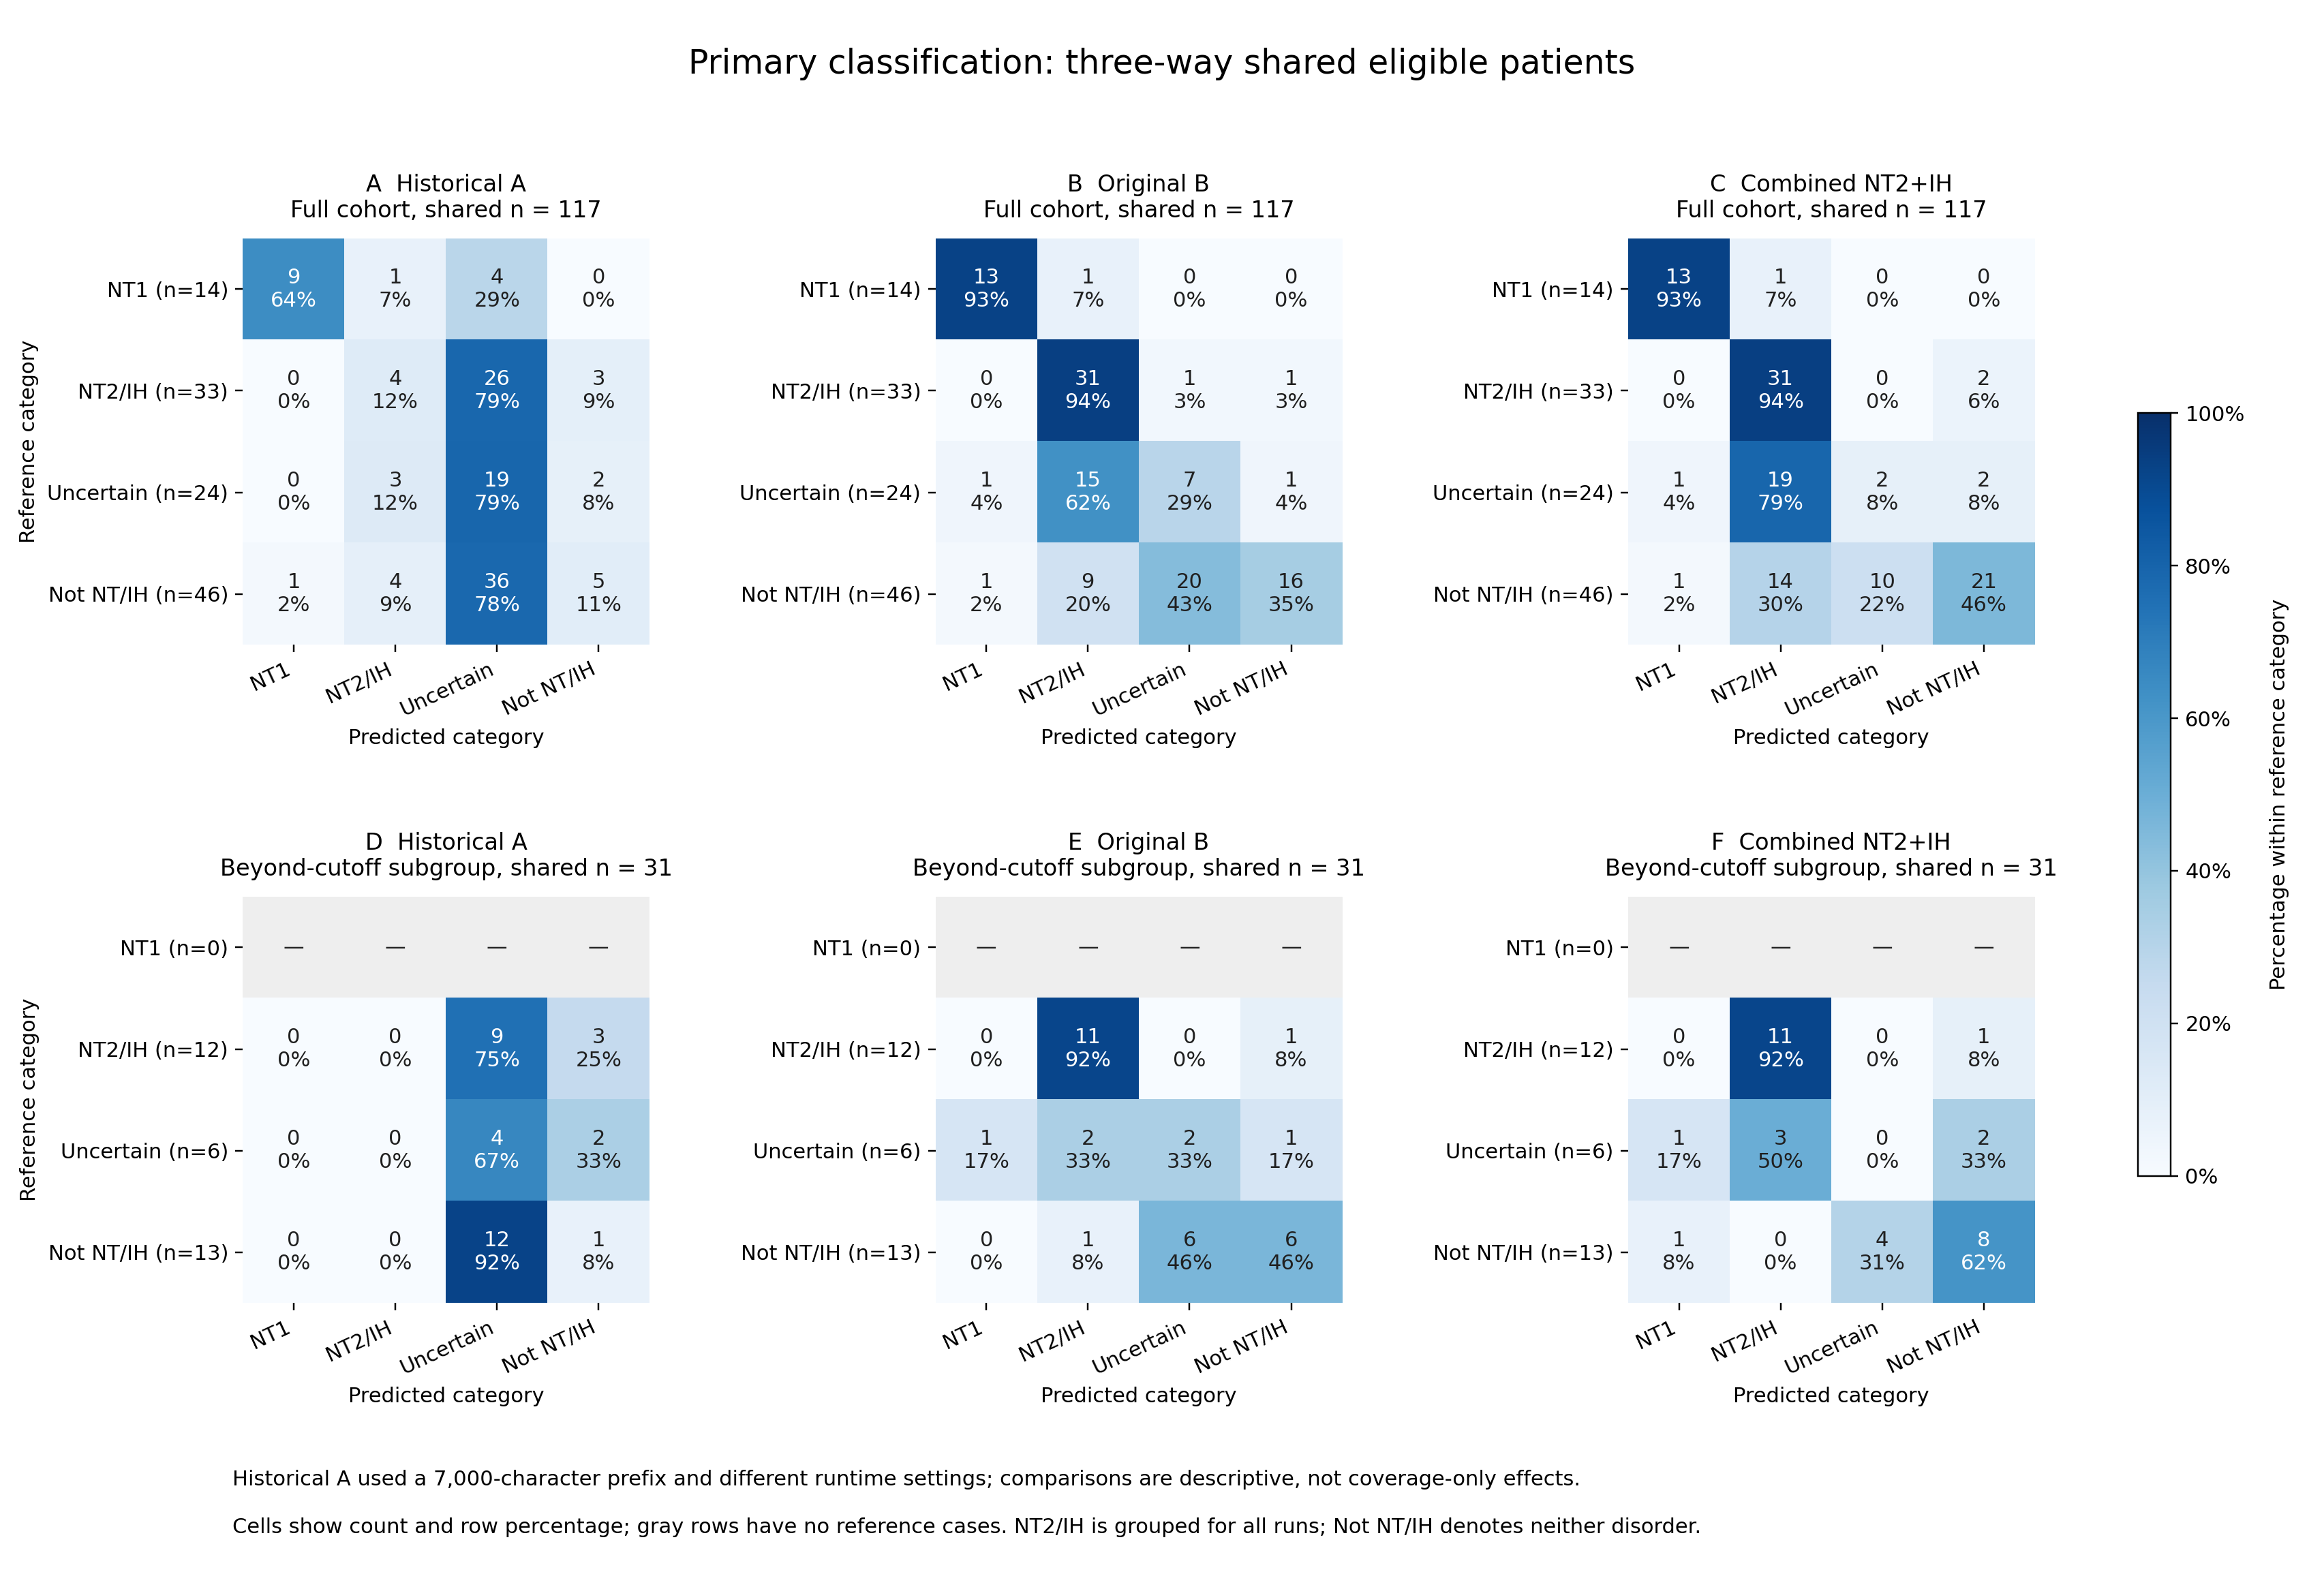 Primary classification: three-way shared eligible patients
A  Historical A
Full cohort, shared n = 117
B  Original B
Full cohort, shared n = 117
C  Combined NT2+IH
Full cohort, shared n = 117
Reference category
NT1 (n=14) 9 1 4 0
64% 7% 29% 0%
NT2/IH (n=33) 0 4 26 3
0% 12% 79% 9%
Uncertain (n=24) 0 3 19 2
0% 12% 79% 8%
Not NT/IH (n=46) 1 4 36 5
2% 9% 78% 11%
NT1 NT2/IH Uncertain Not NT/IH
Predicted category
NT1 (n=14) 13 1 0 0
93% 7% 0% 0%
NT2/IH (n=33) 0 31 1 1
0% 94% 3% 3%
Uncertain (n=24) 1 15 7 1
4% 62% 29% 4%
Not NT/IH (n=46) 1 9 20 16
2% 20% 43% 35%
NT1 NT2/IH Uncertain Not NT/IH
Predicted category
NT1 (n=14) 13 1 0 0
93% 7% 0% 0%
NT2/IH (n=33) 0 31 0 2
0% 94% 0% 6%
Uncertain (n=24) 1 19 2 2
4% 79% 8% 8%
Not NT/IH (n=46) 1 14 10 21
2% 30% 22% 46%
NT1 NT2/IH Uncertain Not NT/IH
Predicted category
D  Historical A
Beyond-cutoff subgroup, shared n = 31
E  Original B
Beyond-cutoff subgroup, shared n = 31
F  Combined NT2+IH
Beyond-cutoff subgroup, shared n = 31
Reference category
NT1 (n=0) — — — —
NT2/IH (n=12) 0 0 9 3
0% 0% 75% 25%
Uncertain (n=6) 0 0 4 2
0% 0% 67% 33%
Not NT/IH (n=13) 0 0 12 1
0% 0% 92% 8%
NT1 NT2/IH Uncertain Not NT/IH
Predicted category
NT1 (n=0) — — — —
NT2/IH (n=12) 0 11 0 1
0% 92% 0% 8%
Uncertain (n=6) 1 2 2 1
17% 33% 33% 17%
Not NT/IH (n=13) 0 1 6 6
0% 8% 46% 46%
NT1 NT2/IH Uncertain Not NT/IH
Predicted category
NT1 (n=0) — — — —
NT2/IH (n=12) 0 11 0 1
0% 92% 0% 8%
Uncertain (n=6) 1 3 0 2
17% 50% 0% 33%
Not NT/IH (n=13) 1 0 4 8
8% 0% 31% 62%
NT1 NT2/IH Uncertain Not NT/IH
Predicted category
100%
80%
60%
40%
20%
0%
Percentage within reference category
Historical A used a 7,000-character prefix and different runtime settings; comparisons are descriptive, not coverage-only effects.
Cells show count and row percentage; gray rows have no reference cases. NT2/IH is grouped for all runs; Not NT/IH denotes neither disorder.